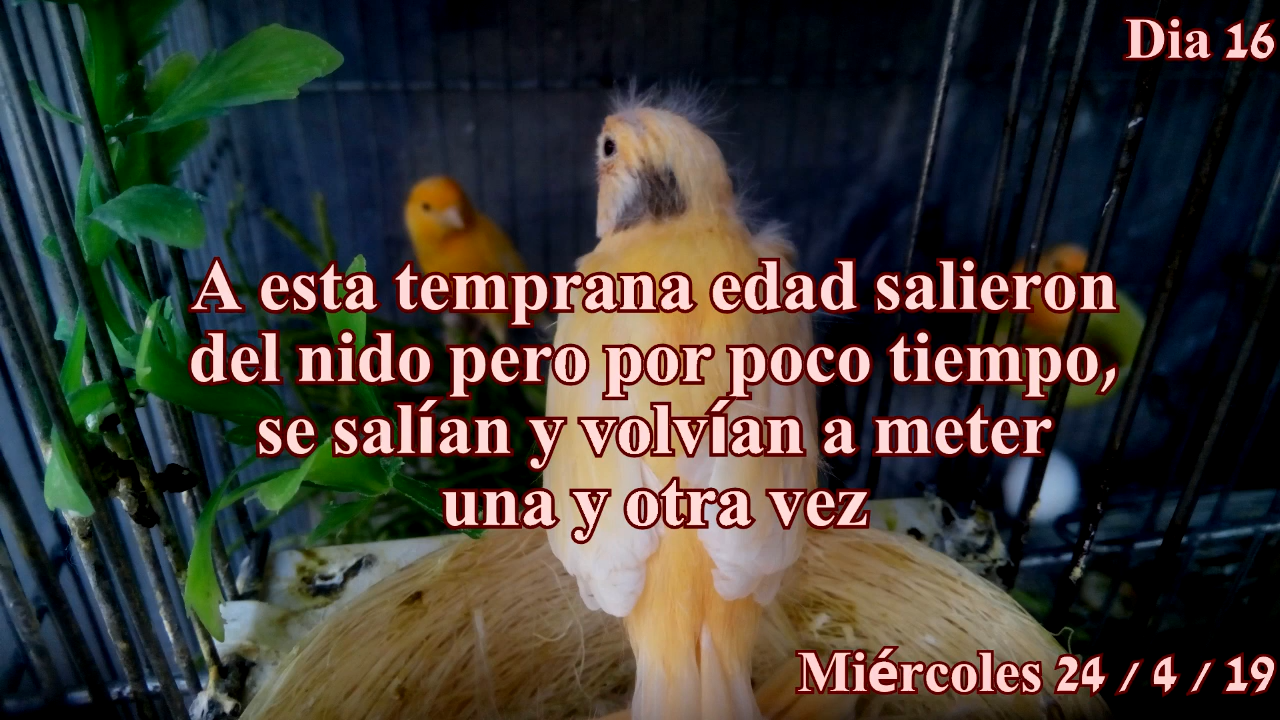 Dia 16
A esta temprana edad salieron
del nido pero por poco tiempo,
se salían y volvían a meter
una y otra vez
Miércoles 24 / 4 / 19